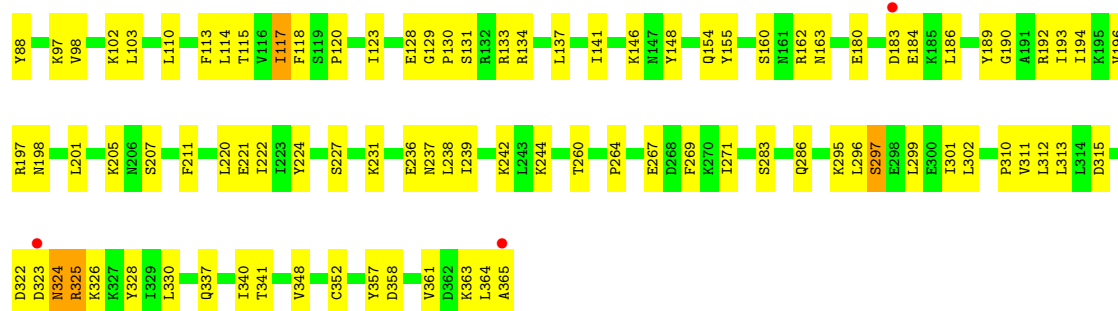 Y88 K97 V98 K102 L103 L110 F113 L114 T115 V116 I117 F118 S119 P120 I123 E128 G129 P130 S131 R132 R133 R134 L137 I141 K146 N147 Y148 Q154 Y155 S160 N161 R162 N163 E180 D183 E184 K185 L186 Y189 G190 A191 R192 I193 I194 K195 V196
R197 N198 L201 K205 N206 S207 F211 L220 E221 I222 I223 Y224 S227 K231 E236 N237 L238 I239 K242 L243 K244 T260 P264 E267 D268 F269 K270 I271 S283 Q286 K295 L296 S297 E298 L299 E300 I301 L302 P310 V311 L312 L313 L314 D315
D322 D323 N324 R325 K326 K327 Y328 I329 L330 Q337 I340 T341 V348 C352 Y357 D358 V361 D362 K363 L364 A365